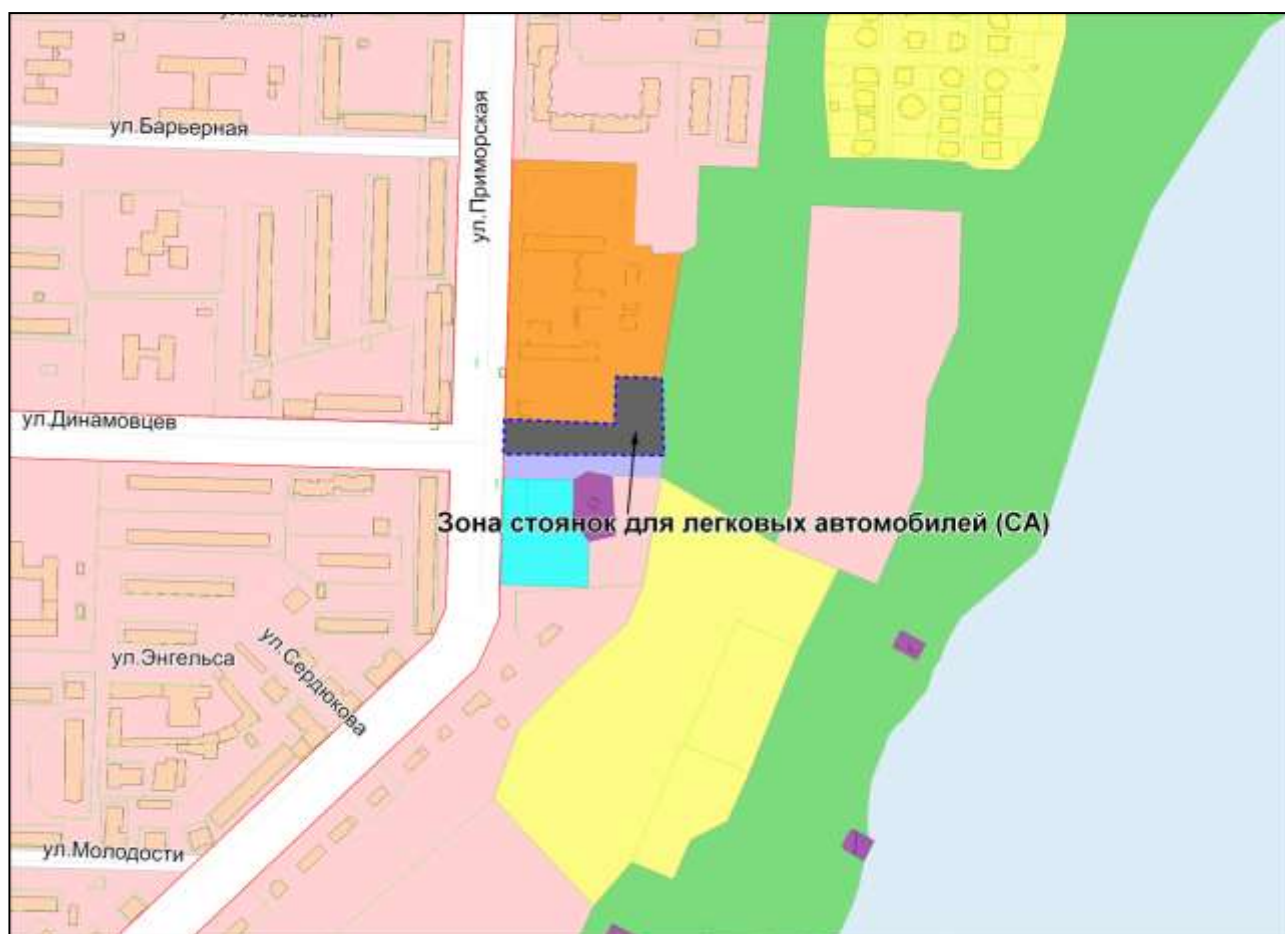 ул.Барьерная
ул.Приморская
ул.Динамовцев
Зона стоянок для легковых автомобилей (СА)
ул.Энгельса
ул.Сердюкова
ул.Молодости